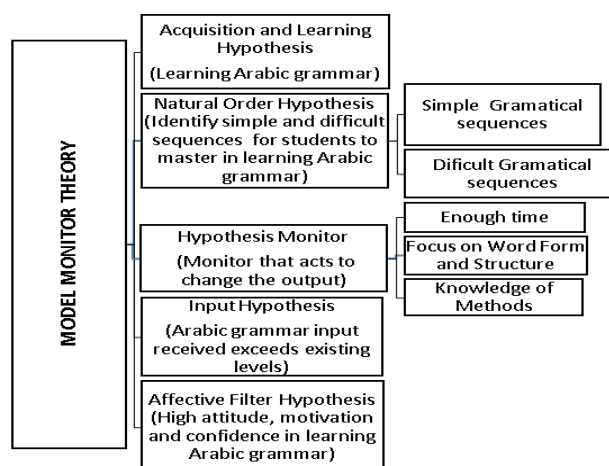 MODEL MONITOR THEORY
Acquisition and Learning
Hypothesis
(Learning Arabic grammar)
Natural Order Hypothesis
(Identify simple and difficult
sequences for students to
master in learning Arabic
grammar)
Simple Gramatical
sequences
Dificult Gramatical
sequences
Hypothesis Monitor
(Monitor that acts to
change the output)
Enough time
Focus on Word Form
and Structure
Knowledge of
Methods
Input Hypothesis
(Arabic grammar input
received exceeds existing
levels)
Affective Filter Hypothesis
(High attitude, motivation
and confidence in learning
Arabic grammar)